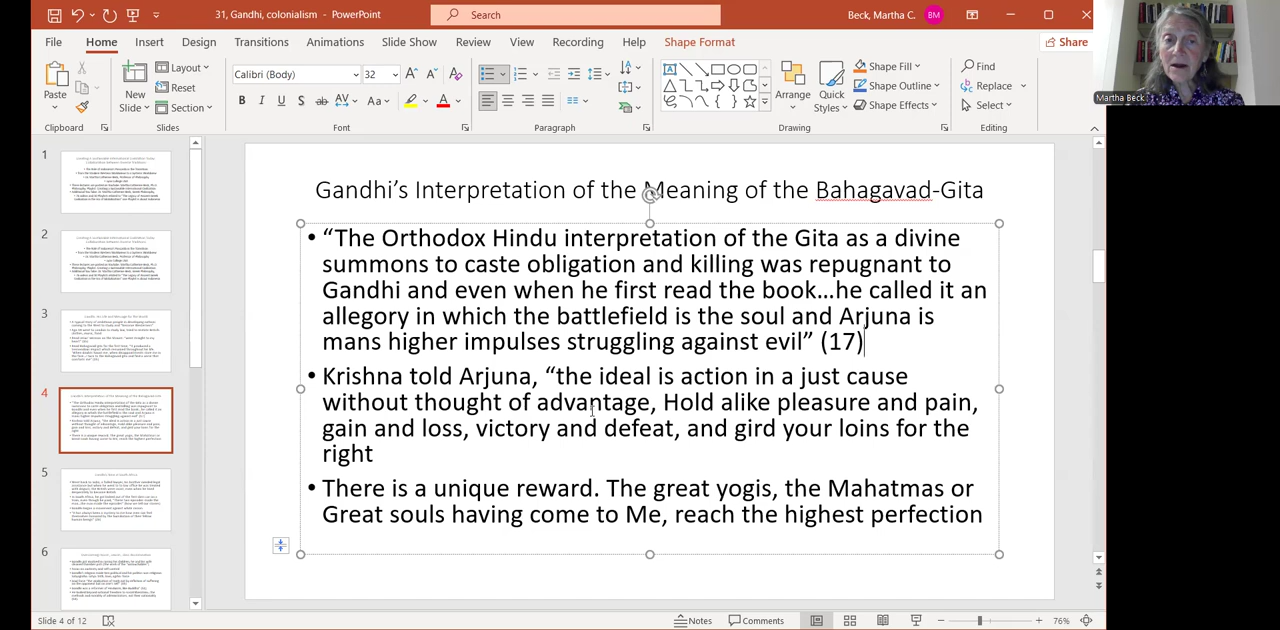 31, Gandhi, colonialism - PowerPoint
Search
Beck, Martha C. BM
File Home Insert Design Transitions Animations Slide Show Review View Recording Help Shape Format Share
Paste
New Slide
Layout
Reset
Section
Calibri (Body) 32
Arrange
Quick Styles
Shape Fill
Shape Outline
Shape Effects
Find
Replace
Select
Clipboard Slides Font Paragraph Drawing Editing
Martha Beck
1
2
3
4
5
6
Gandhi's Interpretation of the Meaning of the Bahagavad-Gita
• “The Orthodox Hindu interpretation of the Gita as a divine
summons to caste obligation and killing was repugnant to
Gandhi and even when he first read the book…he called it an
allegory in which the battlefield is the soul and Arjuna is
mans higher impulses struggling against evil” (17)
• Krishna told Arjuna, “the ideal is action in a just cause
without thought of advantage, Hold alike pleasure and pain,
gain and loss, victory and defeat, and gird your loins for the
right
• There is a unique reward. The great yogis, the Mahatmas or
Great souls having come to Me, reach the highest perfection
Slide 4 of 12
Notes Comments 76%